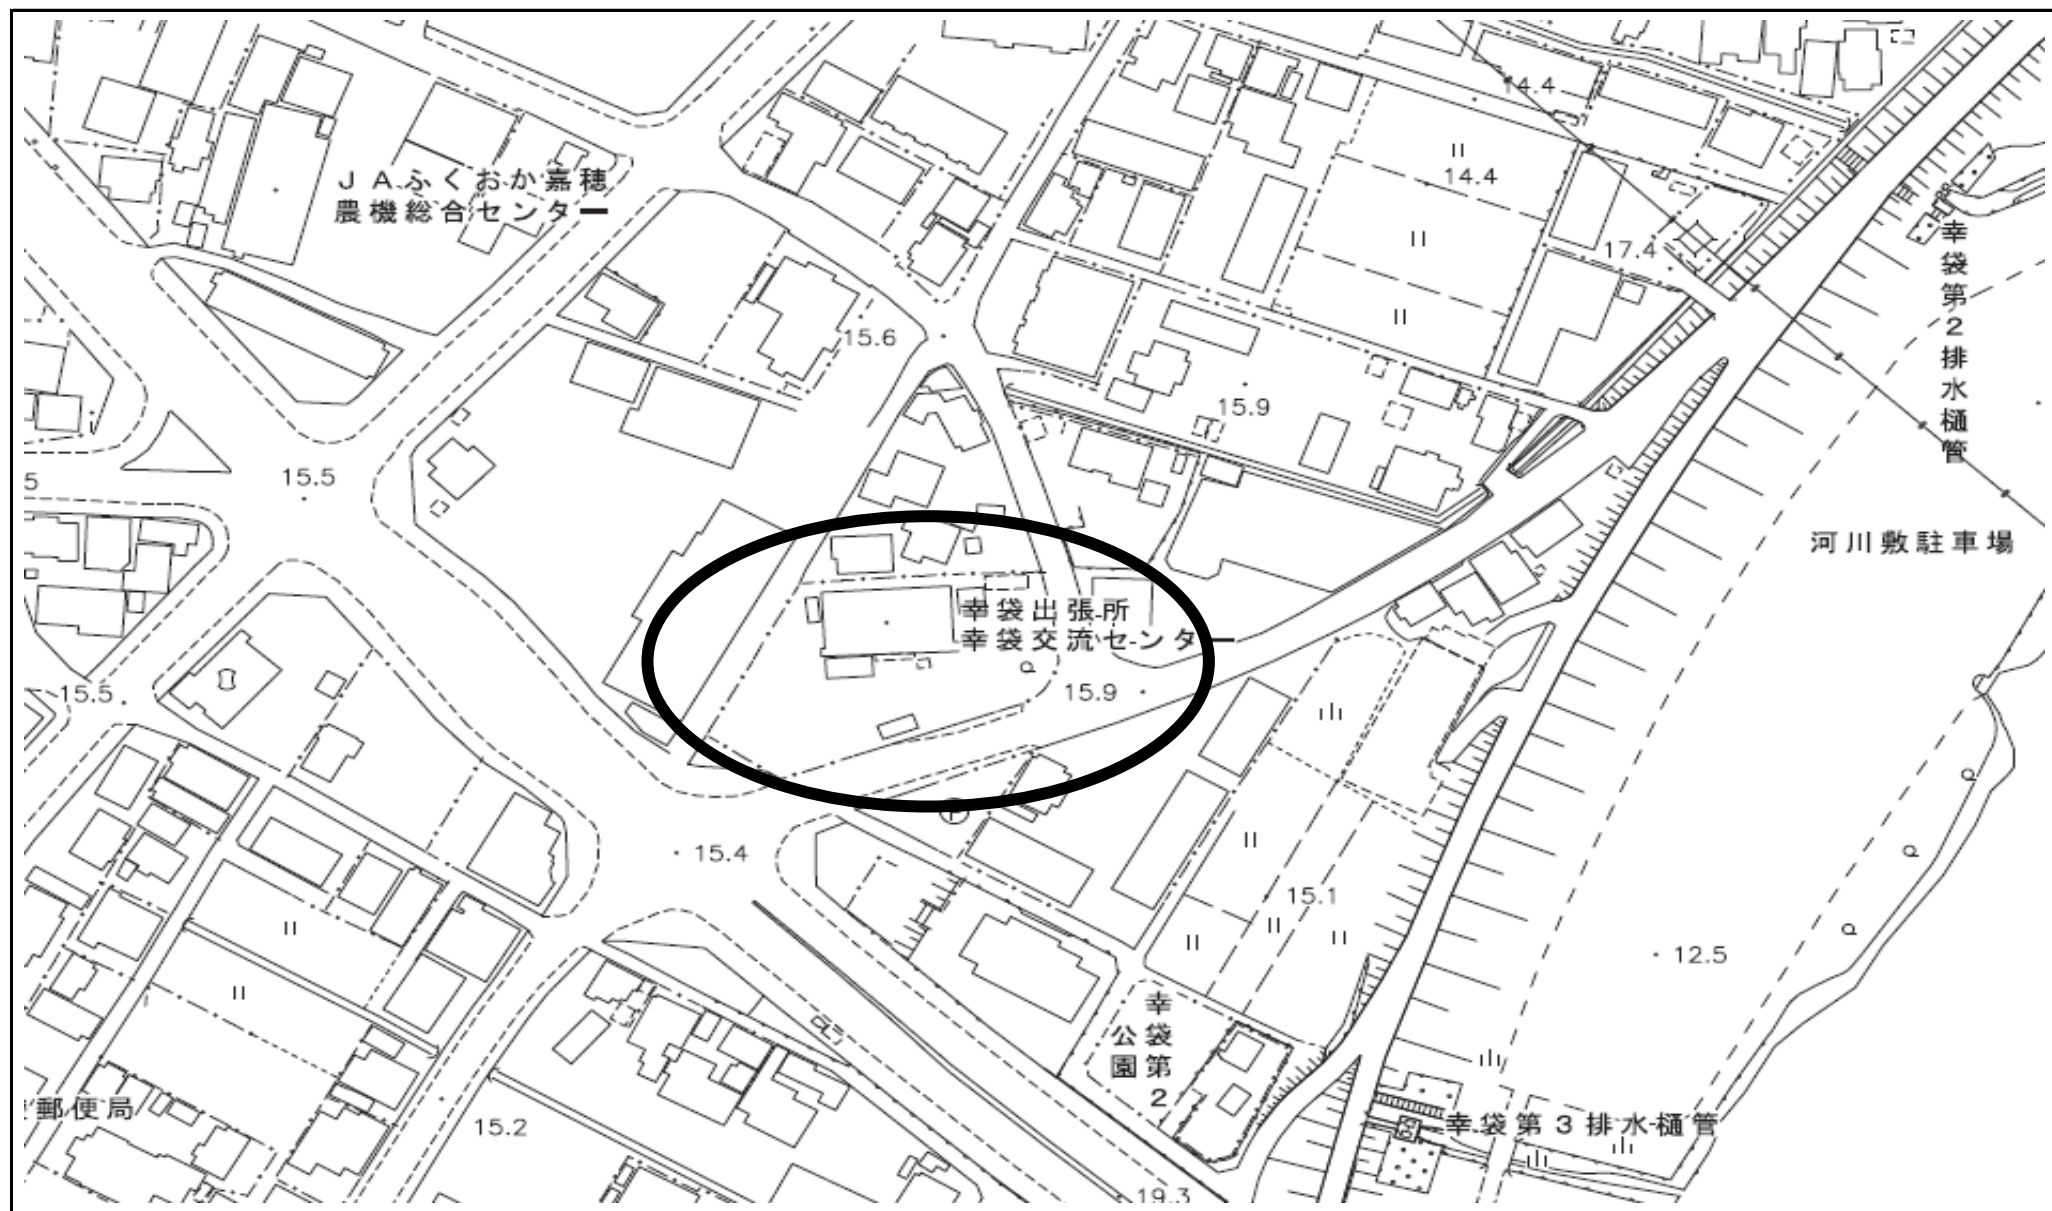 14.4
JAふくおか嘉穂
農機総合センター
14.4
17.4
幸袋第2排水樋管
15.6
15.9
15.5
5
河川敷駐車場
幸袋出張所
幸袋交流センター
15.9
15.5
15.4
15.1
12.5
幸袋第2
公園
郵便局
15.2
幸袋第3排水樋管
19.3